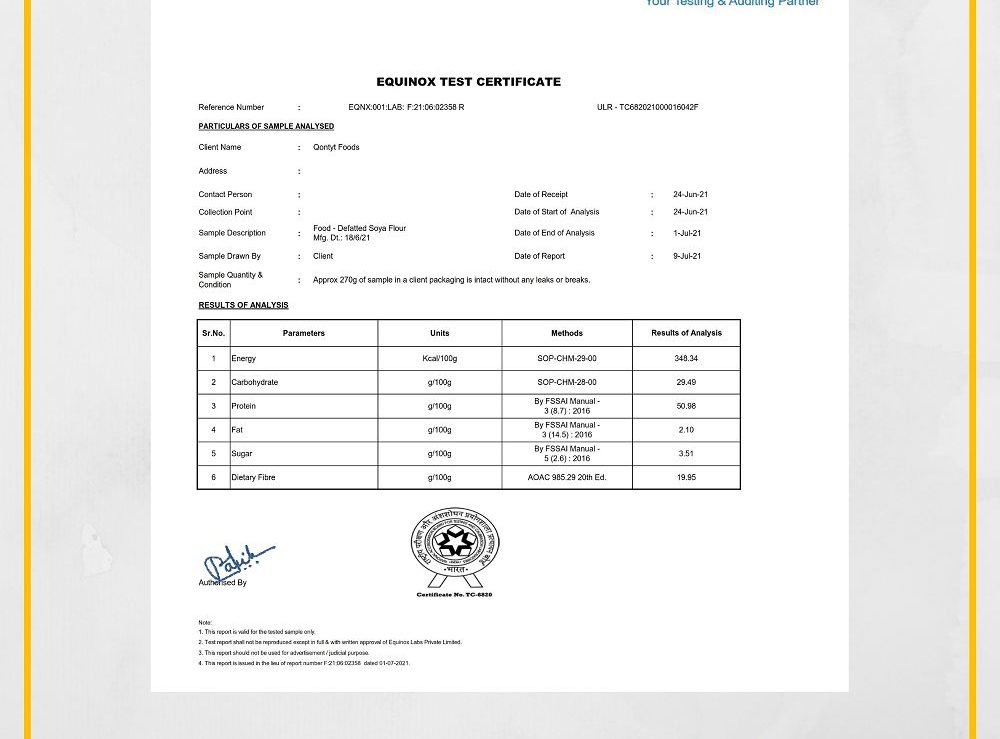 Your Testing & Auditing Partner
EQUINOX TEST CERTIFICATE
Reference Number : EQNX:001:LAB: F:21:06:02358 R ULR - TC682021000016042F
PARTICULARS OF SAMPLE ANALYSED
Client Name : Qontyt Foods
Address :
Contact Person : Date of Receipt : 24-Jun-21
Collection Point : Date of Start of Analysis : 24-Jun-21
Sample Description : Food - Defatted Soya Flour
Mfg. Dt.: 18/6/21
Date of End of Analysis : 1-Jul-21
Sample Drawn By : Client Date of Report : 9-Jul-21
Sample Quantity &
Condition : Approx 270g of sample in a client packaging is intact without any leaks or breaks.
RESULTS OF ANALYSIS
Sr.No. Parameters Units Methods Results of Analysis
1 Energy Kcal/100g SOP-CHM-29-00 348.34
2 Carbohydrate g/100g SOP-CHM-28-00 29.49
3 Protein g/100g By FSSAI Manual -
3 (8.7) : 2016 50.98
4 Fat g/100g By FSSAI Manual -
3 (14.5) : 2016 2.10
5 Sugar g/100g By FSSAI Manual -
5 (2.6) : 2016 3.51
6 Dietary Fibre g/100g AOAC 985.29 20th Ed. 19.95
भारत
Authorised By
Certificate No. TC-6820
Note:
1. This report is valid for the tested sample only.
2. Test report shall not be reproduced except in full & with written approval of Equinox Labs Private Limited.
3. This report should not be used for advertisement / judicial purpose.
4. This report is issued in the lieu of report number F:21:06:02358 dated 01-07-2021.